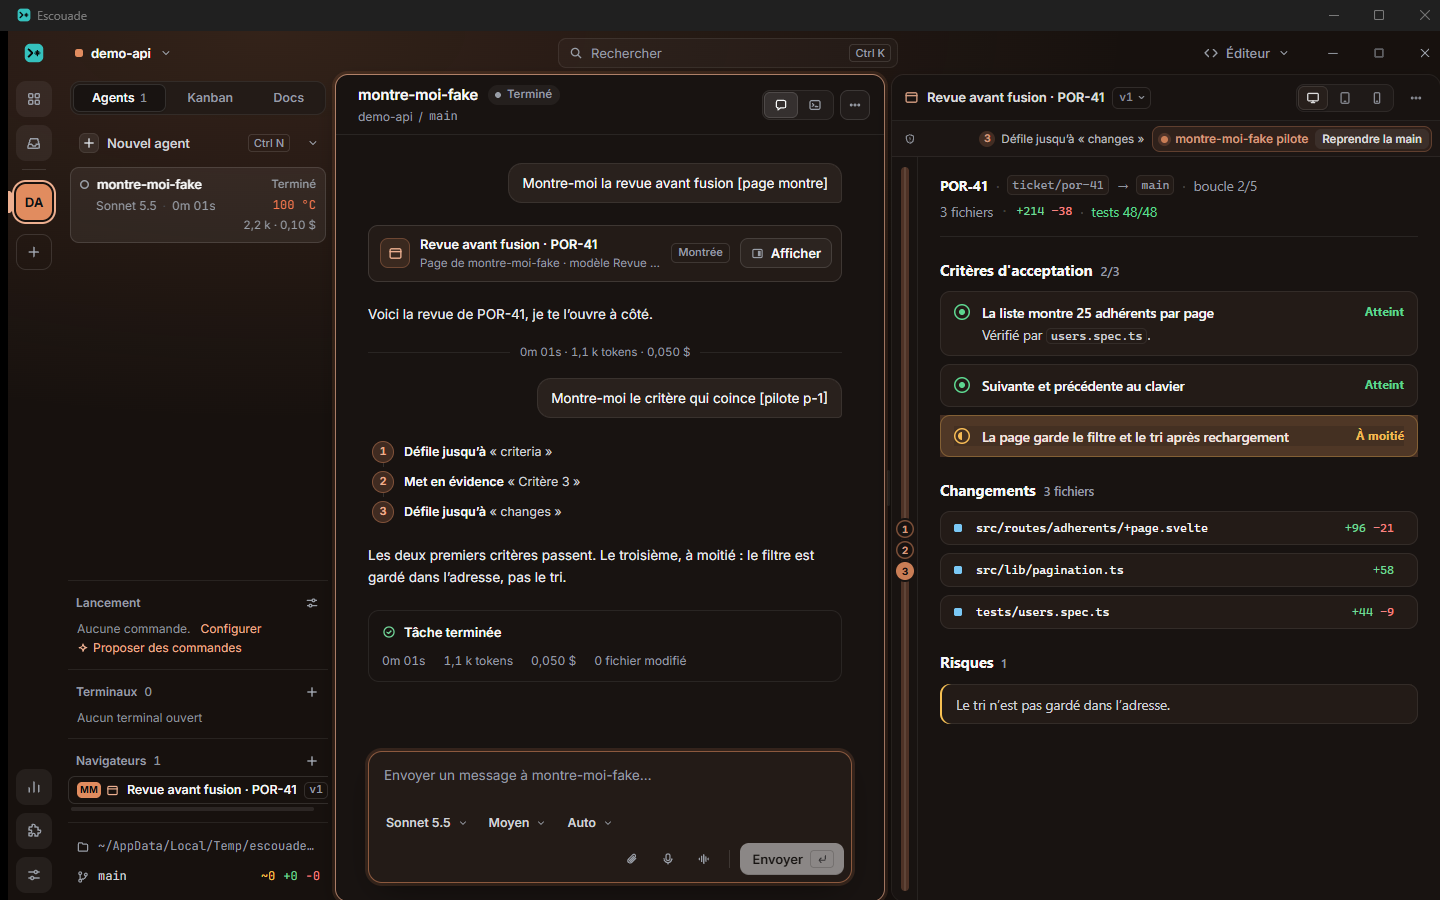 Escouade
demo-api
Rechercher
Ctrl K
Éditeur
Agents 1
Kanban
Docs
Nouvel agent
Ctrl N
DA
montre-moi-fake
Terminé
Sonnet 5.5 · 0m 01s
100 °C
2,2 k · 0,10 $
Lancement
Aucune commande. Configurer
Proposer des commandes
Terminaux 0
Aucun terminal ouvert
Navigateurs 1
MM Revue avant fusion · POR-41 v1
~/AppData/Local/Temp/escouade…
main
~0 +0 -0
montre-moi-fake
Terminé
demo-api / main
Montre-moi la revue avant fusion [page montre]
Revue avant fusion · POR-41
Page de montre-moi-fake · modèle Revue ...
Montrée
Afficher
Voici la revue de POR-41, je te l’ouvre à côté.
0m 01s · 1,1 k tokens · 0,050 $
Montre-moi le critère qui coince [pilote p-1]
1 Défile jusqu’à « criteria »
2 Met en évidence « Critère 3 »
3 Défile jusqu’à « changes »
Les deux premiers critères passent. Le troisième, à moitié : le filtre est
gardé dans l’adresse, pas le tri.
Tâche terminée
0m 01s 1,1 k tokens 0,050 $ 0 fichier modifié
Envoyer un message à montre-moi-fake...
Sonnet 5.5
Moyen
Auto
Envoyer
Revue avant fusion · POR-41
v1
3 Défile jusqu’à « changes »
montre-moi-fake pilote
Reprendre la main
1
2
3
POR-41 · ticket/por-41 → main · boucle 2/5
3 fichiers · +214 −38 · tests 48/48
Critères d'acceptation 2/3
La liste montre 25 adhérents par page
Atteint
Vérifié par users.spec.ts.
Suivante et précédente au clavier
Atteint
La page garde le filtre et le tri après rechargement
À moitié
Changements 3 fichiers
src/routes/adherents/+page.svelte
+96 −21
src/lib/pagination.ts
+58
tests/users.spec.ts
+44 −9
Risques 1
Le tri n’est pas gardé dans l’adresse.